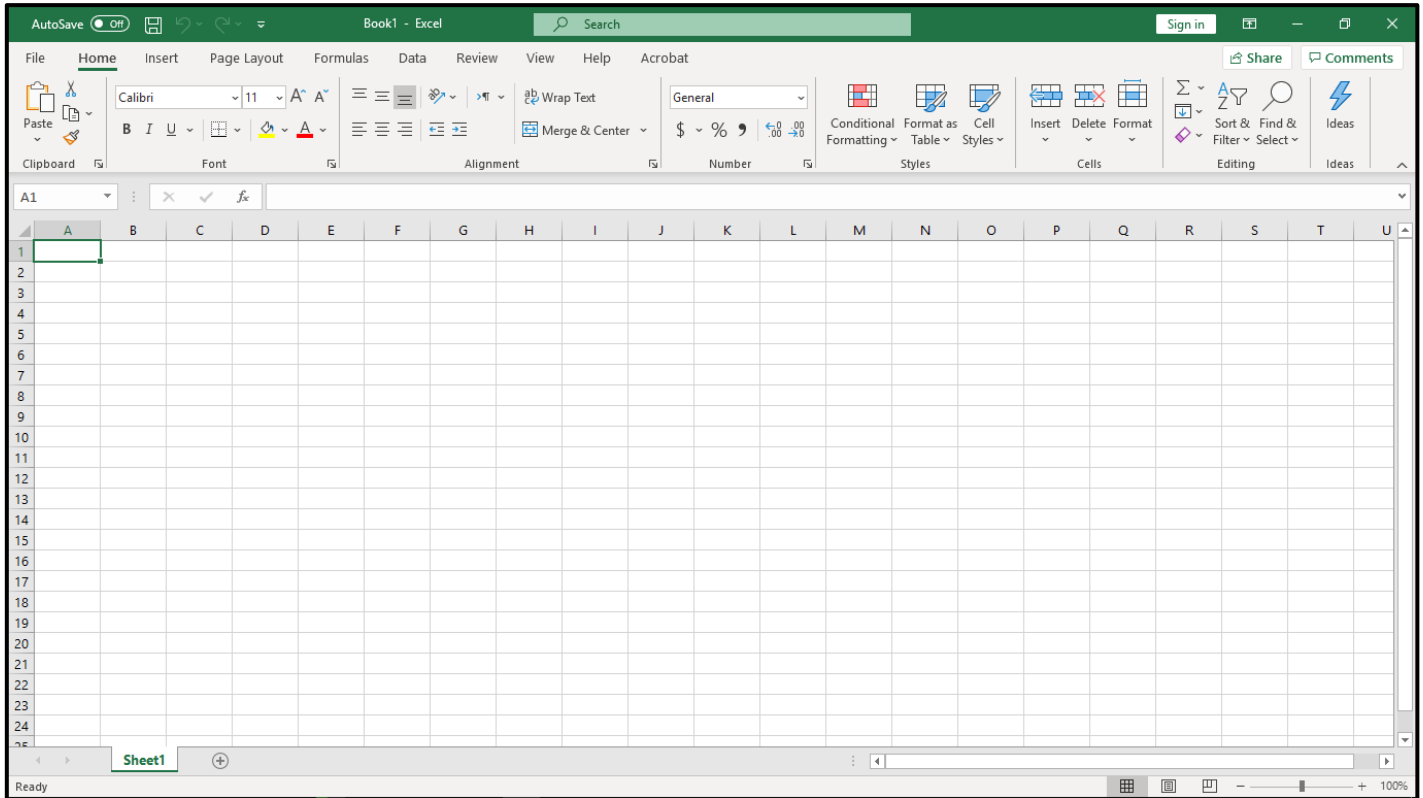 AutoSave Off Book1 - Excel Search Sign in
File Home Insert Page Layout Formulas Data Review View Help Acrobat Share Comments
Calibri 11 A A Wrap Text General
Paste B I U A Merge & Center $ % Conditional Formatting Format as Table Cell Styles Insert Delete Format Sort & Filter Find & Select Ideas
Clipboard Font Alignment Number Styles Cells Editing Ideas
A1 fx
A B C D E F G H I J K L M N O P Q R S T U
1
2
3
4
5
6
7
8
9
10
11
12
13
14
15
16
17
18
19
20
21
22
23
24
25
Sheet1
Ready 100%